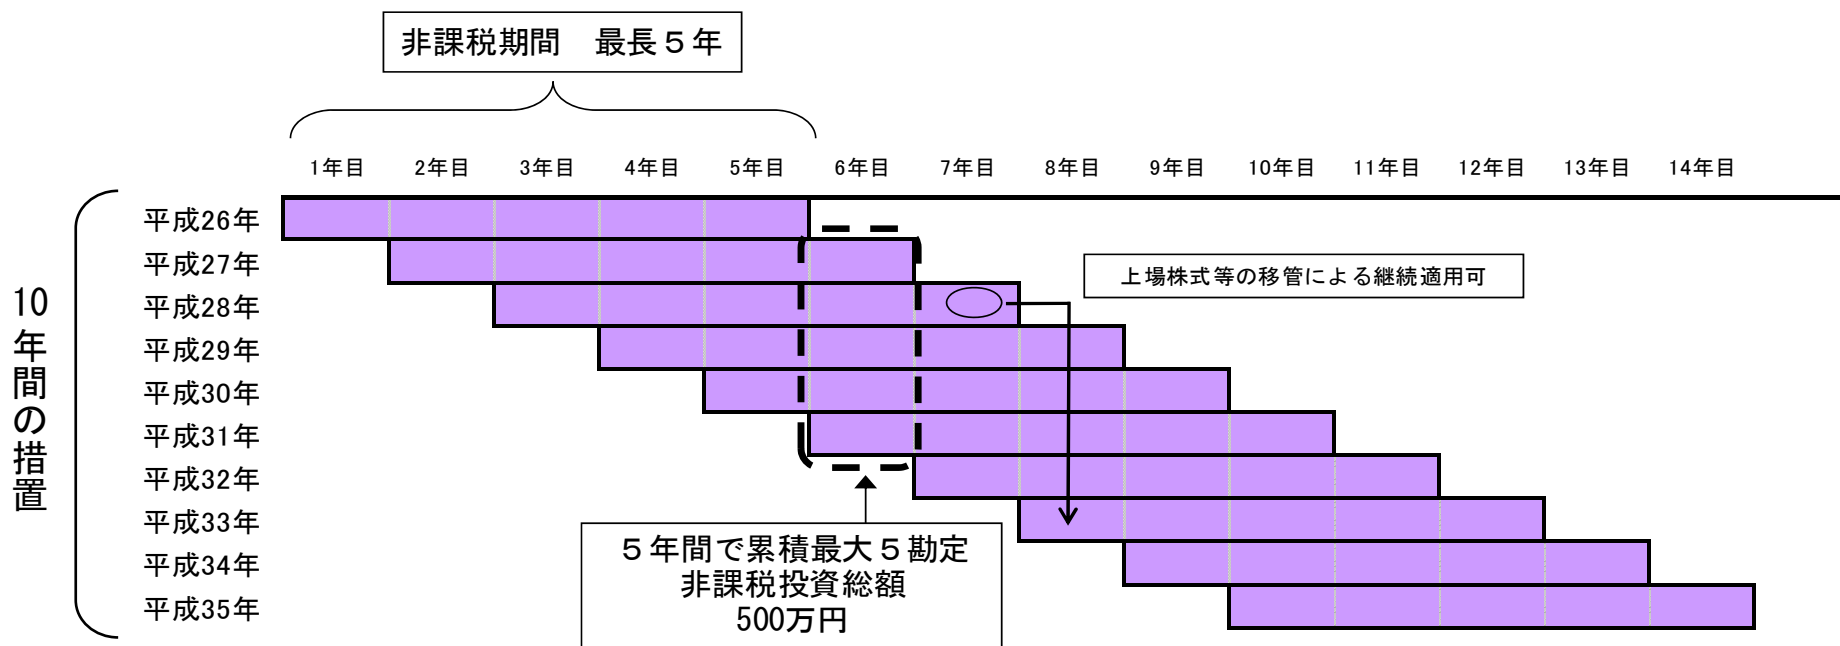 非課税期間　最長５年
1年目 2年目 3年目 4年目 5年目 6年目 7年目 8年目 9年目 10年目 11年目 12年目 13年目 14年目
10年間の措置
平成26年
平成27年
平成28年
平成29年
平成30年
平成31年
平成32年
平成33年
平成34年
平成35年
上場株式等の移管による継続適用可
５年間で累積最大５勘定
非課税投資総額
500万円